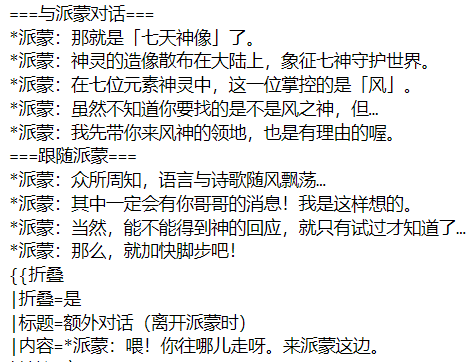 ===与派蒙对话===
*派蒙：那就是「七天神像」了。
*派蒙：神灵的造像散布在大陆上，象征七神守护世界。
*派蒙：在七位元素神灵中，这一位掌控的是「风」。
*派蒙：虽然不知道你要找的是不是风之神，但…
*派蒙：我先带你来风神的领地，也是有理由的喔。
===跟随派蒙===
*派蒙：众所周知，语言与诗歌随风飘荡…
*派蒙：其中一定会有你哥哥的消息！我是这样想的。
*派蒙：当然，能不能得到神的回应，就只有试过才知道了…
*派蒙：那么，就加快脚步吧！
{{折叠
|折叠=是
|标题=额外对话（离开派蒙时）
|内容=*派蒙：喂！你往哪儿走呀。来派蒙这边。